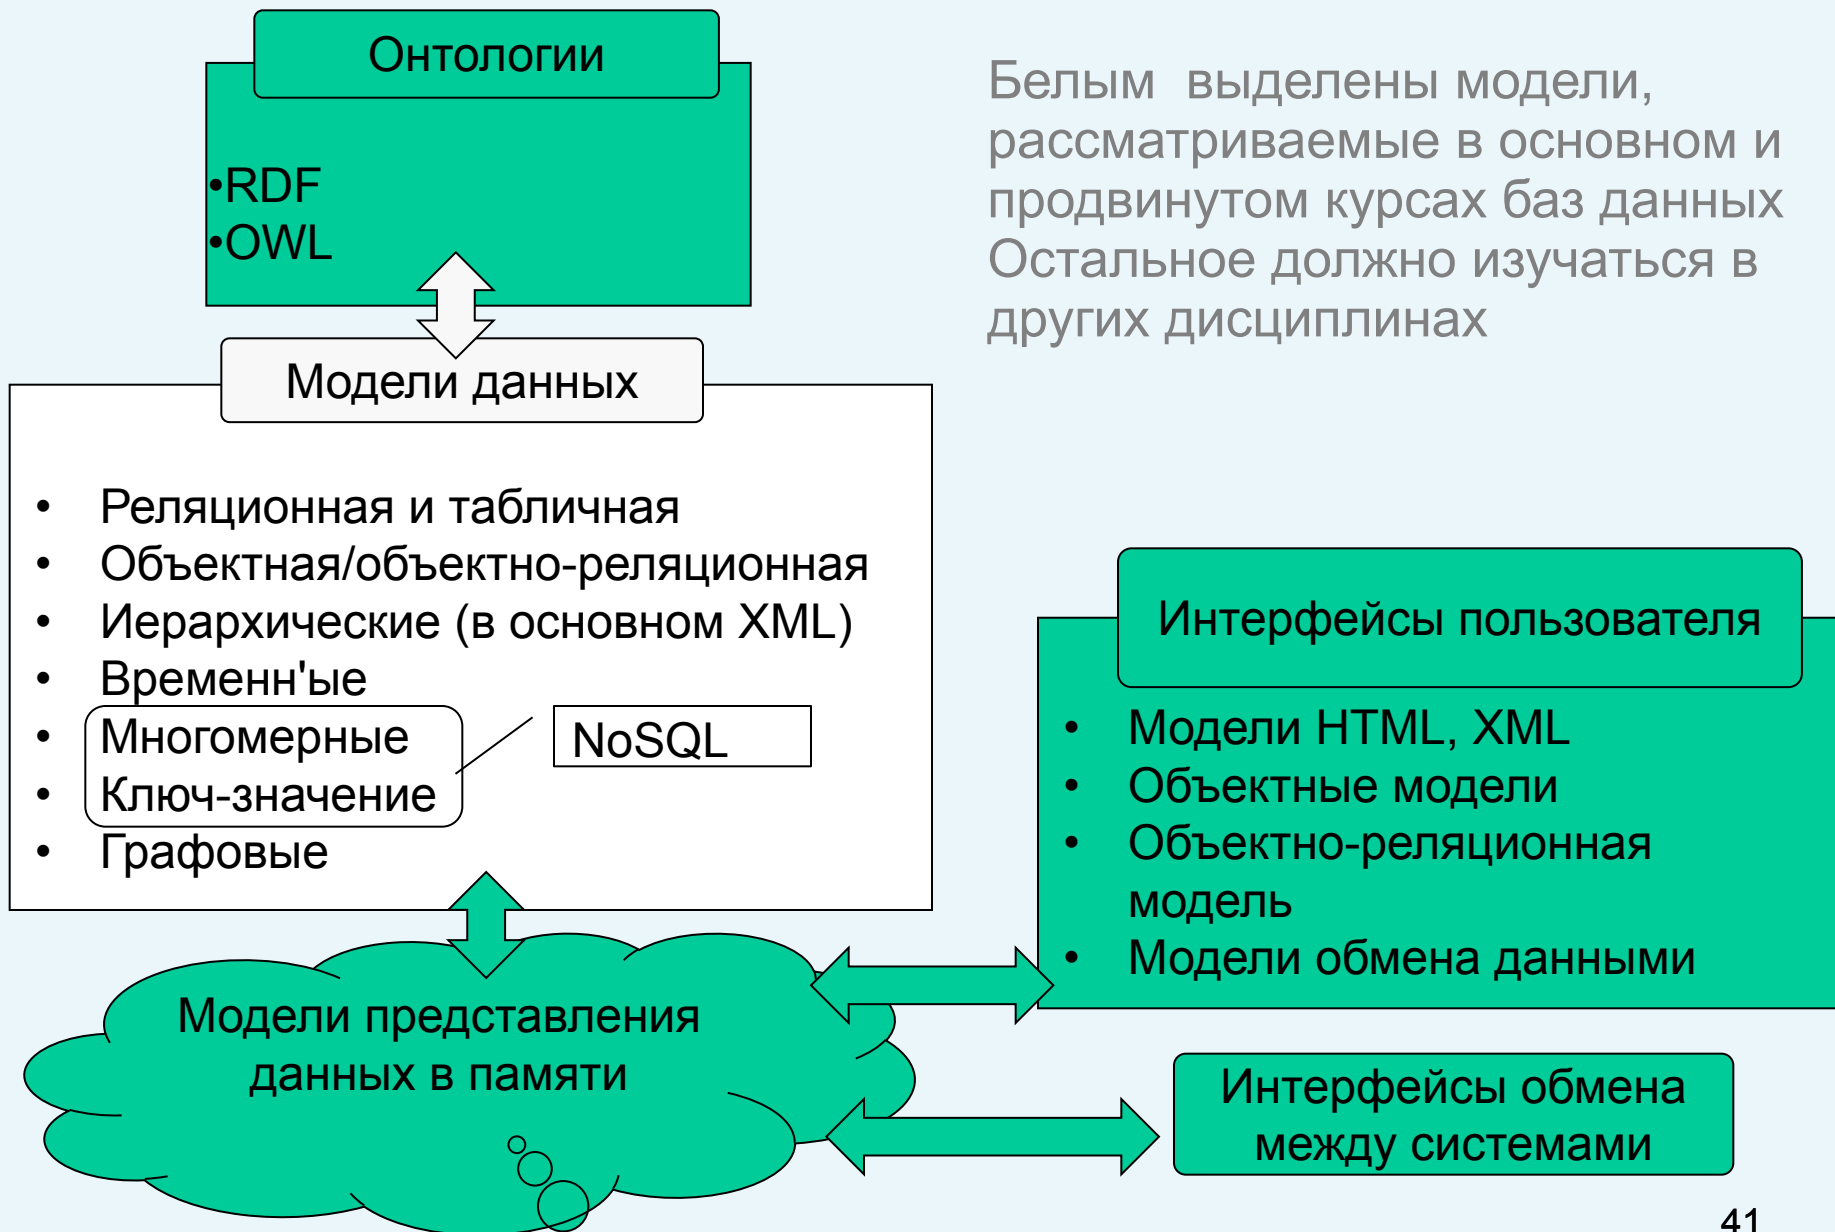 Онтологии
•RDF
•OWL
Белым выделены модели,
рассматриваемые в основном и
продвинутом курсах баз данных
Остальное должно изучаться в
других дисциплинах
Модели данных
• Реляционная и табличная
• Объектная/объектно-реляционная
• Иерархические (в основном XML)
• Временн'ые
• Многомерные
• Ключ-значение
• Графовые
NoSQL
Интерфейсы пользователя
• Модели HTML, XML
• Объектные модели
• Объектно-реляционная
модель
• Модели обмена данными
Модели представления
данных в памяти
Интерфейсы обмена
между системами
41